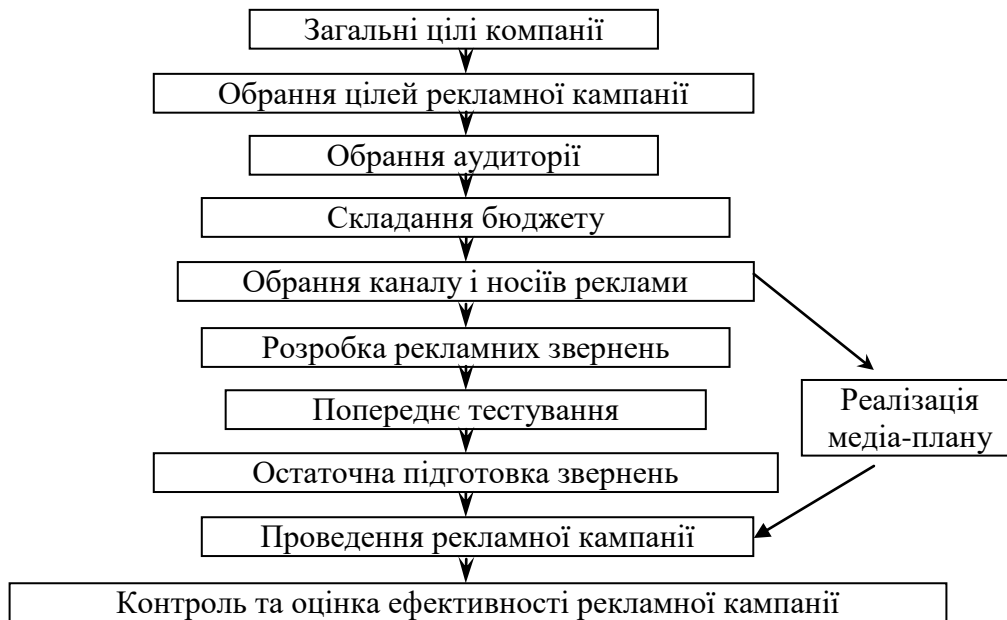 Загальні цілі компанії
Обрання цілей рекламної кампанії
Обрання аудиторії
Складання бюджету
Обрання каналу і носіїв реклами
Розробка рекламних звернень
Попереднє тестування
Реалізація
медіа-плану
Остаточна підготовка звернень
Проведення рекламної кампанії
Контроль та оцінка ефективності рекламної кампанії